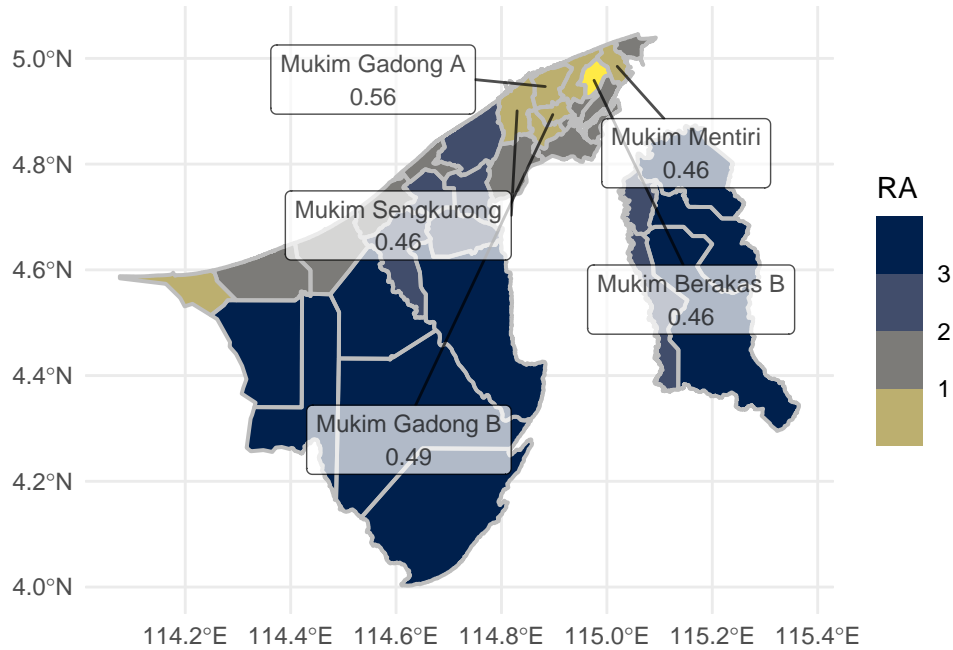 5.0°N
4.8°N
4.6°N
4.4°N
4.2°N
4.0°N
Mukim Gadong A
0.56
Mukim Mentiri
0.46
Mukim Sengkurong
0.46
Mukim Berakas B
0.46
Mukim Gadong B
0.49
114.2°E
114.4°E
114.6°E
114.8°E
115.0°E
115.2°E
115.4°E
RA
3
2
1